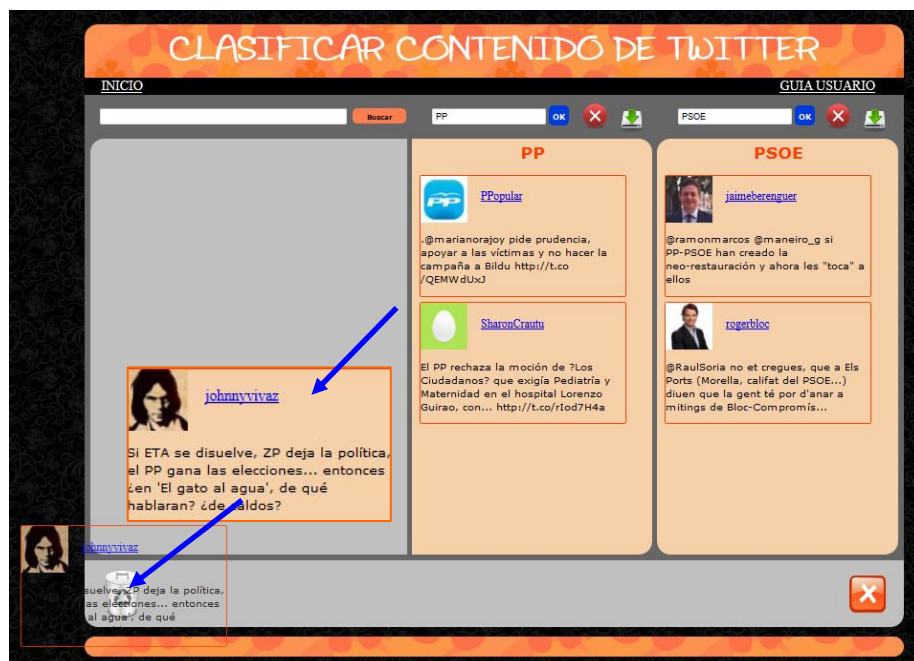 CLASIFICAR CONTENIDO DE TWITTER
INICIO
GUIA USUARIO
Buscar
PP
OK
PSOE
OK
PP
PP
PPopular
.@marianorajoy pide prudencia,
apoyar a las víctimas y no hacer la
campaña a Bildu http://t.co
/QEMWdUxJ
SharonCrautu
El PP rechaza la moción de ?Los
Ciudadanos? que exigía Pediatría y
Maternidad en el hospital Lorenzo
Guirao, con... http://t.co/rIod7H4a
PSOE
jaimeberenguer
@ramonmarcos @maneiro_g si
PP-PSOE han creado la
neo-restauración y ahora les "toca" a
ellos
rogerbloc
@RaulSoria no et cregues, que a Els
Ports (Morella, califat del PSOE...)
diuen que la gent té por d'anar a
mitings de Bloc-Compromís...
johnnyvivaz
Si ETA se disuelve, ZP deja la política,
el PP gana las elecciones... entonces
¿en 'El gato al agua', de qué
hablaran? ¿de saldos?
johnnyvivaz
suelve, ZP deja la política,
as elecciones... entonces
al agua', de qué